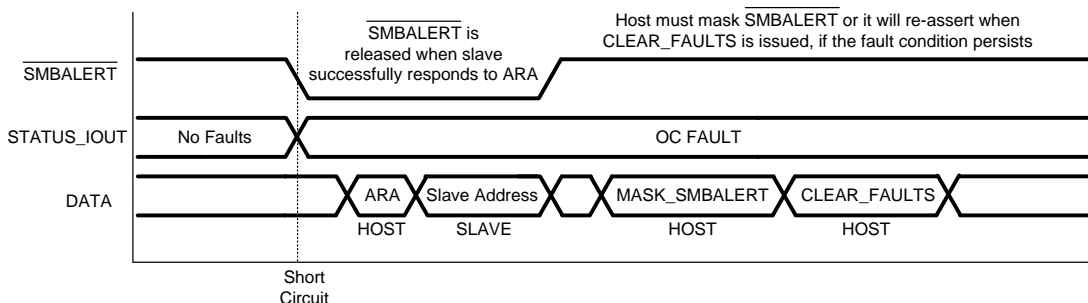 SMBALERT is
released when slave
successfully responds to ARA
Host must mask SMBALERT or it will re-assert when
CLEAR_FAULTS is issued, if the fault condition persists
SMBALERT
STATUS_IOUT
No Faults
OC FAULT
DATA
ARA
Slave Address
MASK_SMBALERT
CLEAR_FAULTS
HOST
SLAVE
HOST
HOST
Short
Circuit